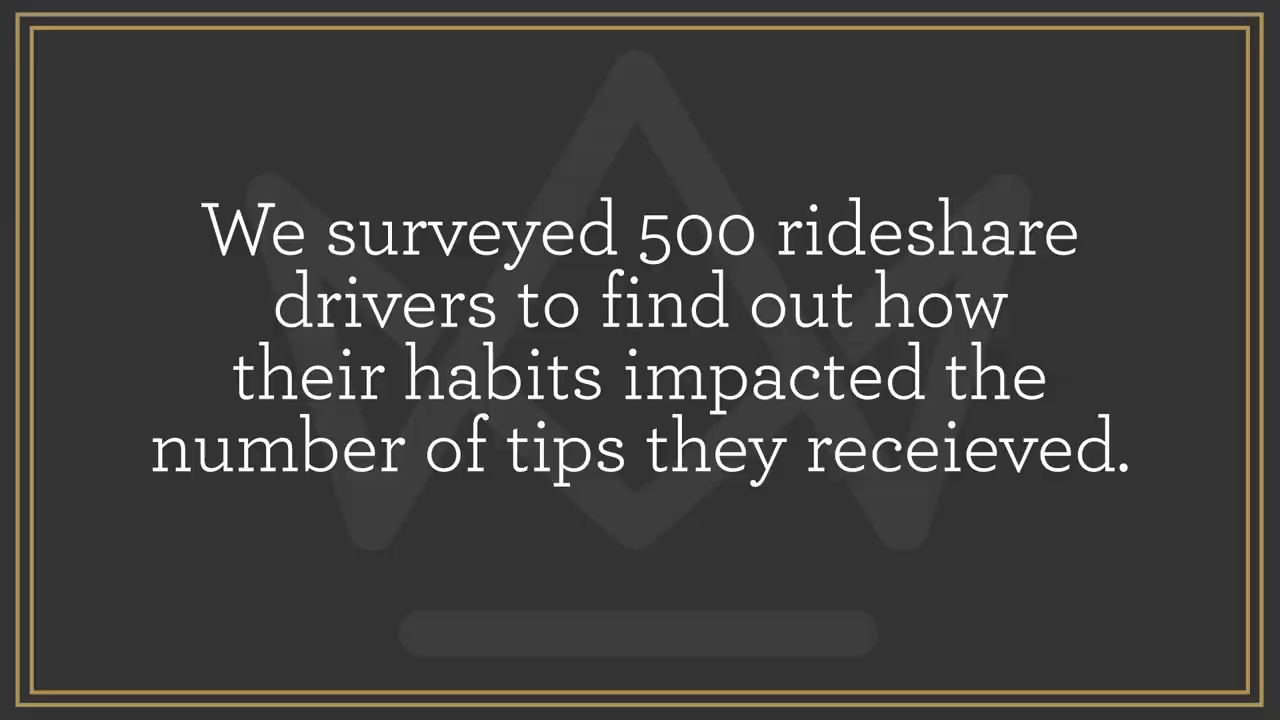 We surveyed 500 rideshare
drivers to find out how
their habits impacted the
number of tips they receieved.